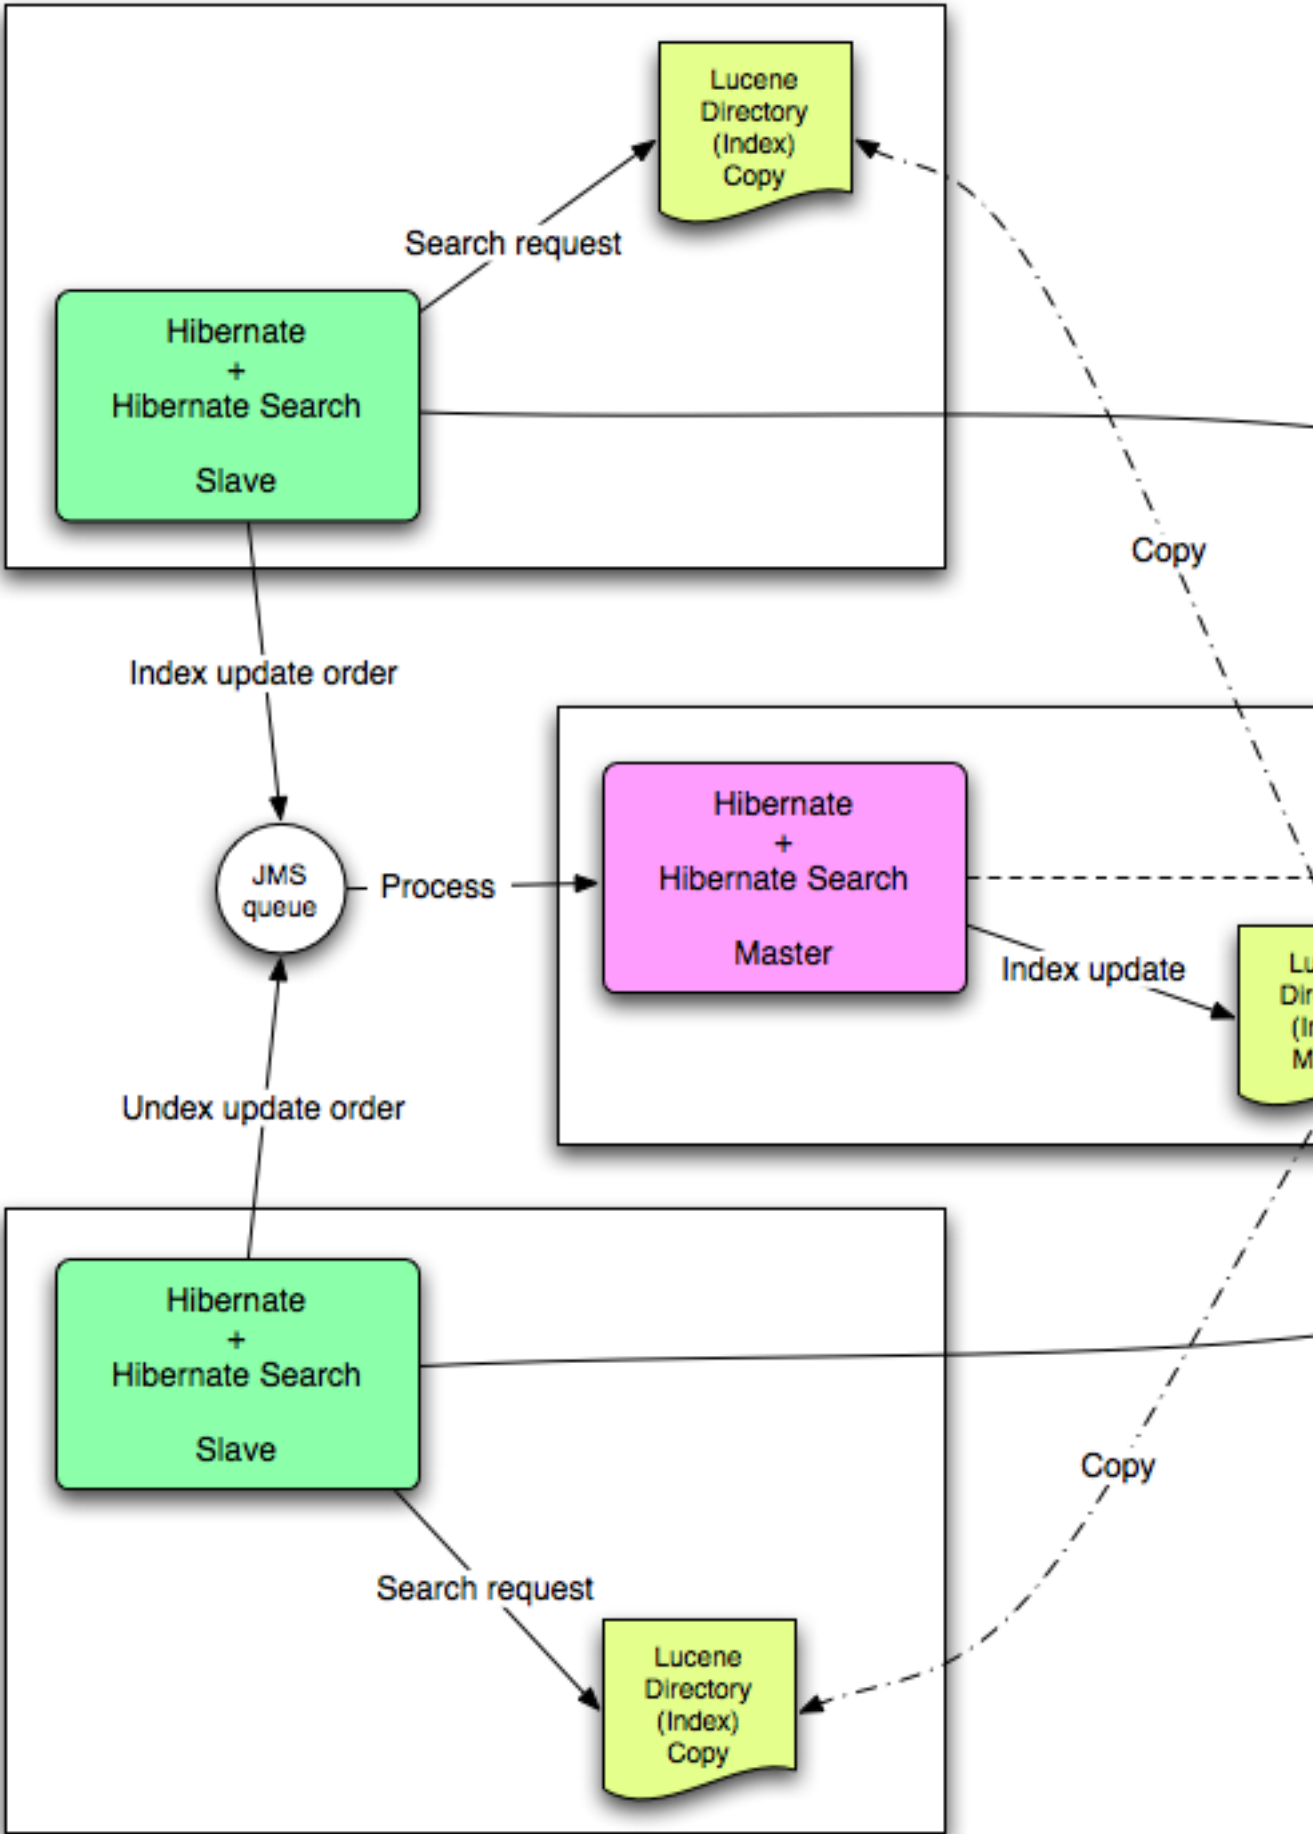 Lucene
Directory
(Index)
Copy
Search request
Hibernate
+
Hibernate Search
Slave
Copy
Index update order
Hibernate
+
Hibernate Search
Master
JMS
queue
Process
Index update
Undex update order
Hibernate
+
Hibernate Search
Slave
Copy
Search request
Lucene
Directory
(Index)
Copy